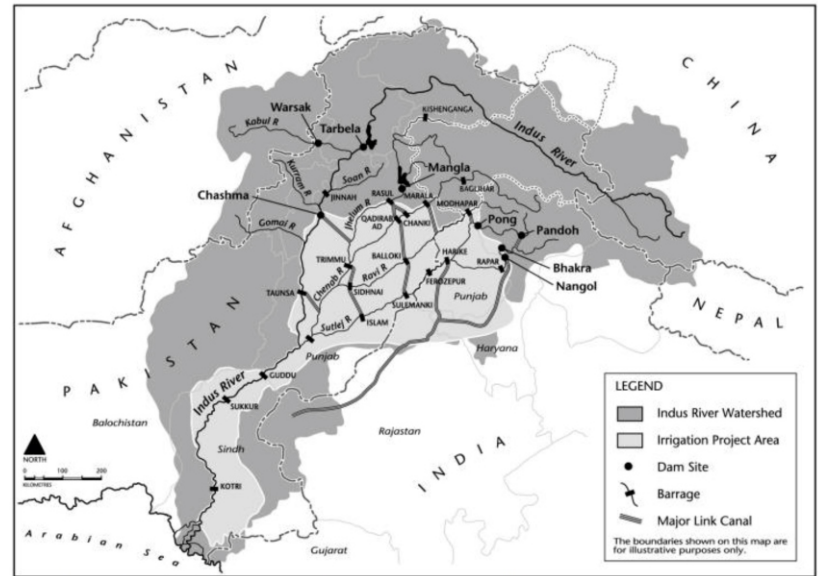 AFGHANISTAN
CHINA
KISHENGANGA
Warsak
Kabul R
Tarbela
Indus River
Kurram R
Soan R
Mangla
Chashma
JINNAH
RASUL
MARALA
BAGLIHAR
Jhelum R
MODHAPAR
Gomal R
QADIRAB
AD
CHANKI
Pong
Pandoh
TRIMMU
BALLOKI
HARIKE
RAPAR
Bhakra
Chenab R
Ravi R
FEROZEPUR
Nangol
TAUNSA
SIDHNAI
SULEMANKI
Punjab
ISLAM
Sutlej R
NEPAL
PAKISTAN
Punjab
Haryana
GUDDU
Indus River
SUKKUR
Balochistan
Rajastan
INDIA
Sindh
NORTH
0 100 200
KILOMETRES
KOTRI
Arabian Sea
Gujarat
LEGEND
Indus River Watershed
Irrigation Project Area
Dam Site
Barrage
Major Link Canal
The boundaries shown on this map are
for illustrative purposes only.